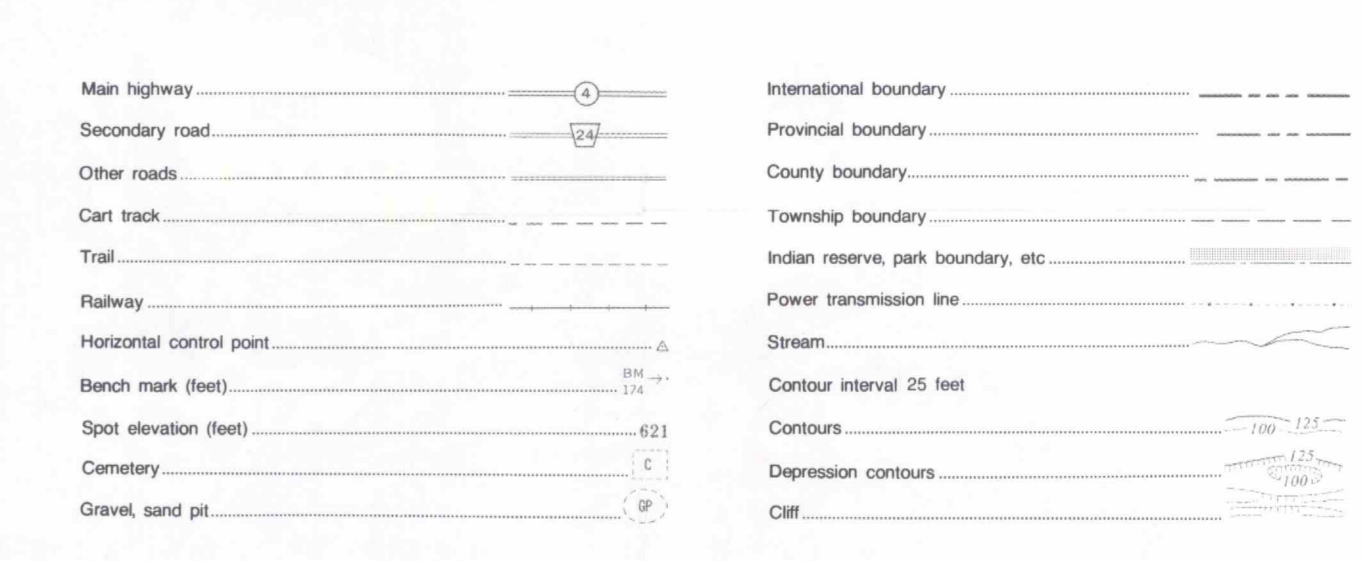 Main highway 4
Secondary road 24
Other roads
Cart track
Trail
Railway
Horizontal control point
Bench mark (feet) BM 174
Spot elevation (feet) 621
Cemetery C
Gravel, sand pit GP
International boundary
Provincial boundary
County boundary
Township boundary
Indian reserve, park boundary, etc
Power transmission line
Stream
Contour interval 25 feet
Contours 100 125
Depression contours 125 100
Cliff